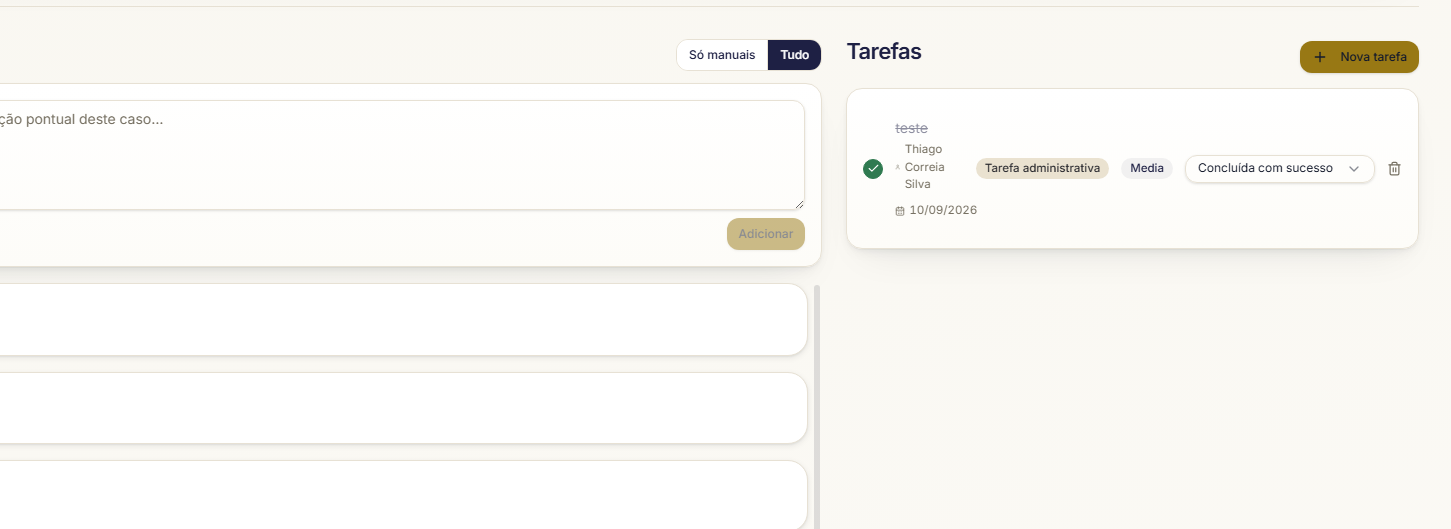 Só manuais
Tudo
ção pontual deste caso...
Adicionar
Tarefas
Nova tarefa
teste
Thiago
Correia
Silva
Tarefa administrativa
Media
Concluída com sucesso
10/09/2026